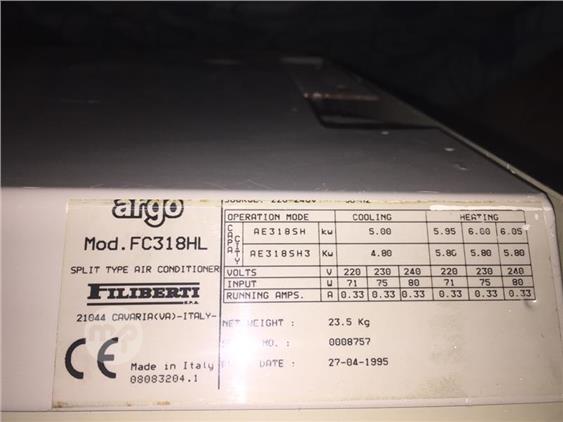 argo
Mod.FC318HL
SPLIT TYPE AIR CONDITIONER
FILIBERTI
S.P.A.
21044 CAVARIA(VA)-ITALY-
CE
Made in Italy
08083204.1
220-240V
OPERATION MODE COOLING HEATING
CAPACITY AE318SH kW 5.00 5.95 6.00 6.05
AE318SH3 kW 4.80 5.80 5.80 5.80
VOLTS V 220 230 240 220 230 240
INPUT W 71 75 80 71 75 80
RUNNING AMPS. A 0.33 0.33 0.33 0.33 0.33 0.33
NET WEIGHT : 23.5 Kg
NO.: 0008757
DATE : 27-04-1995